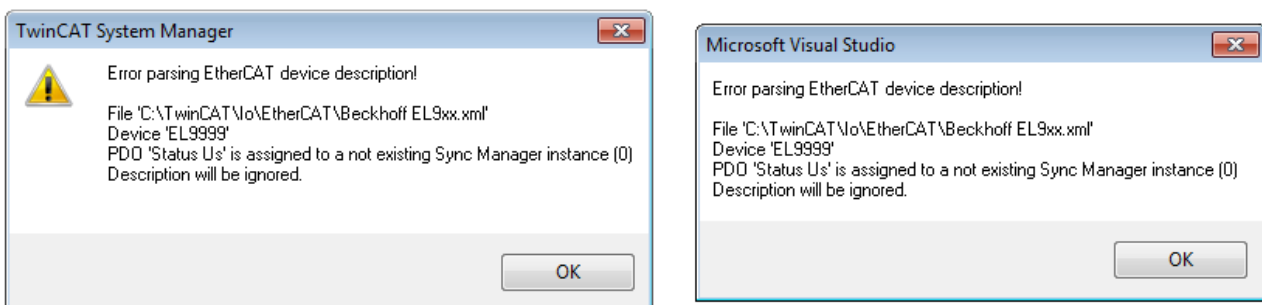 TwinCAT System Manager
Error parsing EtherCAT device description!
File 'C:\TwinCAT\Io\EtherCAT\Beckhoff EL9xx.xml'
Device 'EL9999'
PDO 'Status Us' is assigned to a not existing Sync Manager instance (0)
Description will be ignored.
OK
Microsoft Visual Studio
Error parsing EtherCAT device description!
File 'C:\TwinCAT\Io\EtherCAT\Beckhoff EL9xx.xml'
Device 'EL9999'
PDO 'Status Us' is assigned to a not existing Sync Manager instance (0)
Description will be ignored.
OK